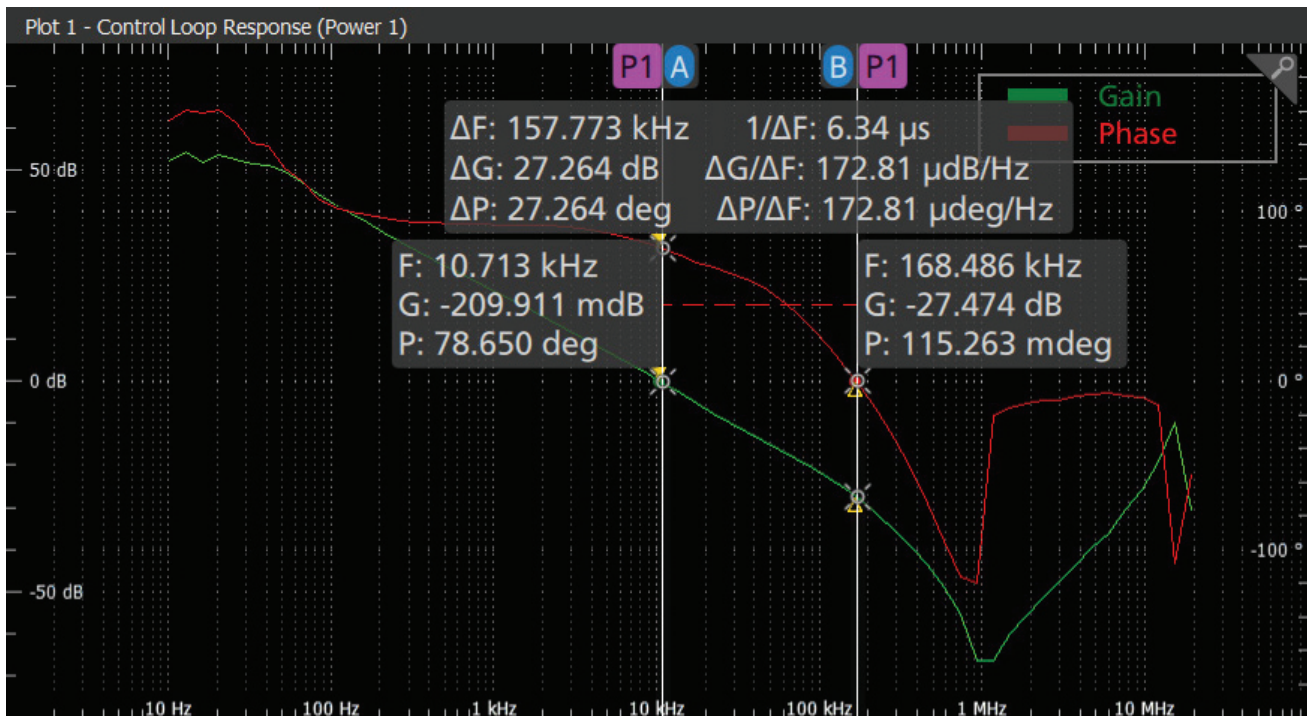 Plot 1 - Control Loop Response (Power 1)
P1 A
B P1
Gain
Phase
ΔF: 157.773 kHz 1/ΔF: 6.34 µs
ΔG: 27.264 dB ΔG/ΔF: 172.81 µdB/Hz
ΔP: 27.264 deg ΔP/ΔF: 172.81 µdeg/Hz
50 dB
100 °
F: 10.713 kHz
G: -209.911 mdB
P: 78.650 deg
F: 168.486 kHz
G: -27.474 dB
P: 115.263 mdeg
0 dB
0 °
-100 °
-50 dB
10 Hz 100 Hz 1 kHz 10 kHz 100 kHz 1 MHz 10 MHz